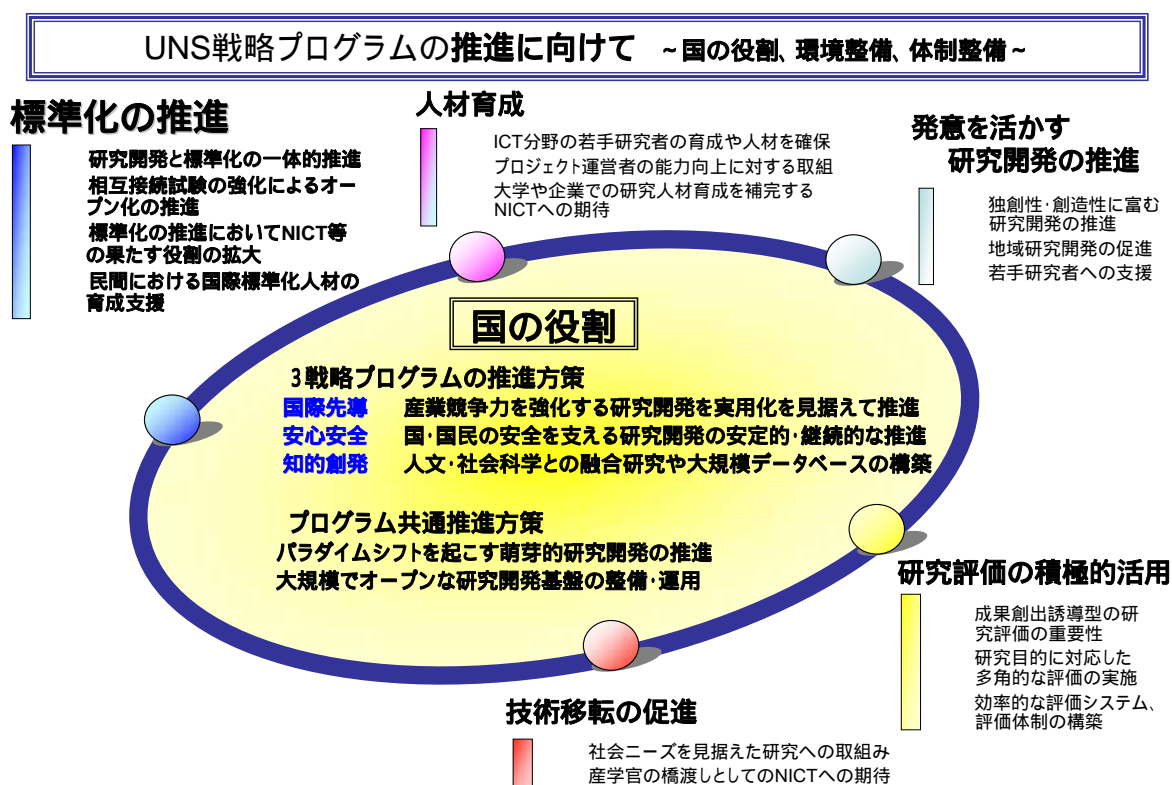 UNS戦略プログラムの推進に向けて ~国の役割、環境整備、体制整備~
標準化の推進
研究開発と標準化の一体的推進
相互接続試験の強化によるオー
プン化の推進
標準化の推進においてNICT等
の果たす役割の拡大
民間における国際標準化人材の
育成支援
人材育成
ICT分野の若手研究者の育成や人材を確保
プロジェクト運営者の能力向上に対する取組
大学や企業での研究人材育成を補完する
NICTへの期待
発意を活かす
研究開発の推進
独創性・創造性に富む
研究開発の推進
地域研究開発の促進
若手研究者への支援
国の役割
3戦略プログラムの推進方策
国際先導 産業競争力を強化する研究開発を実用化を見据えて推進
安心安全 国・国民の安全を支える研究開発の安定的・継続的な推進
知的創発 人文・社会科学との融合研究や大規模データベースの構築
プログラム共通推進方策
パラダイムシフトを起こす萌芽的研究開発の推進
大規模でオープンな研究開発基盤の整備・運用
研究評価の積極的活用
成果創出誘導型の研
究評価の重要性
研究目的に対応した
多角的な評価の実施
効率的な評価システム、
評価体制の構築
技術移転の促進
社会ニーズを見据えた研究への取組み
産学官の橋渡しとしてのNICTへの期待